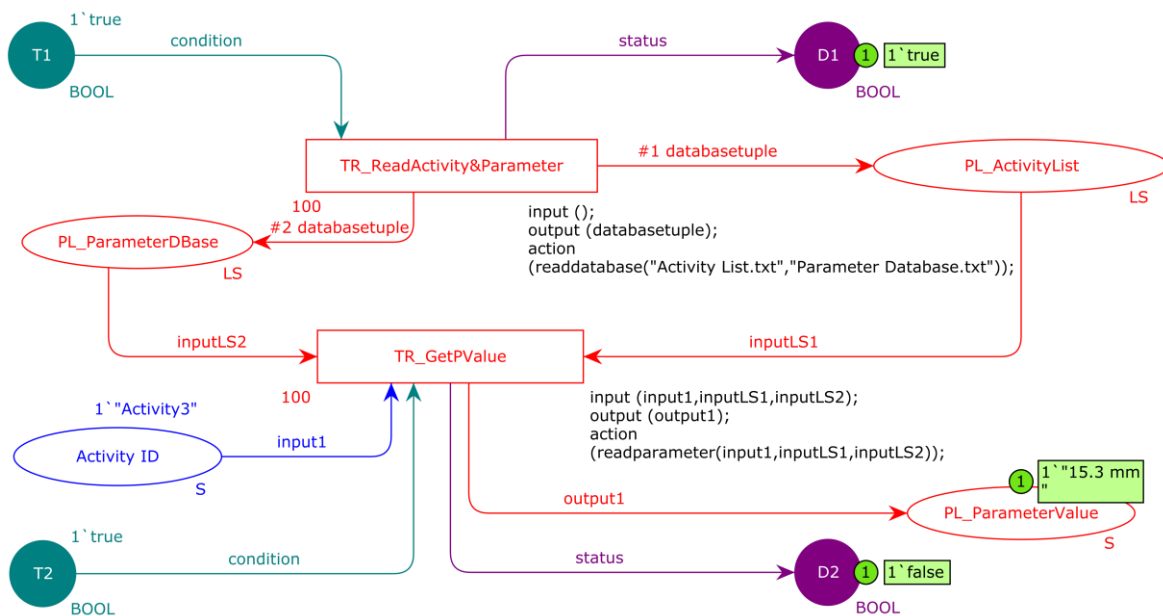 1`true
T1
condition
BOOL
status
D1
1
1`true
BOOL
TR_ReadActivity&Parameter
#1 databasetuple
PL_ActivityList
LS
100
#2 databasetuple
PL_ParameterDBase
LS
input ();
output (databasetuple);
action
(readdatabase("Activity List.txt","Parameter Database.txt"));
inputLS2
TR_GetPValue
inputLS1
100
1`"Activity3"
Activity ID
S
input1
input (input1,inputLS1,inputLS2);
output (output1);
action
(readparameter(input1,inputLS1,inputLS2));
output1
1
1`"15.3 mm
"
PL_ParameterValue
S
1`true
T2
condition
BOOL
status
D2
1
1`false
BOOL